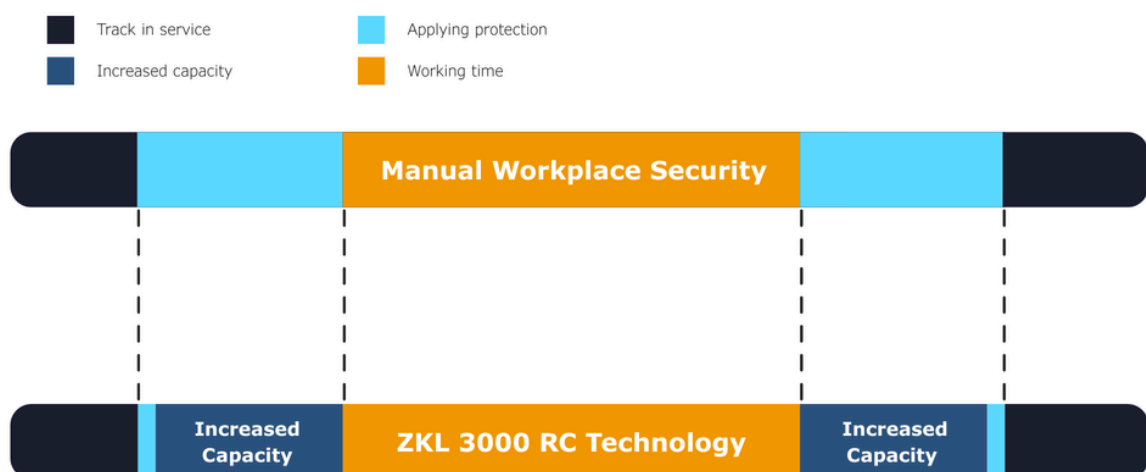 Track in service
Applying protection
Increased capacity
Working time
Manual Workplace Security
Increased
Capacity
ZKL 3000 RC Technology
Increased
Capacity